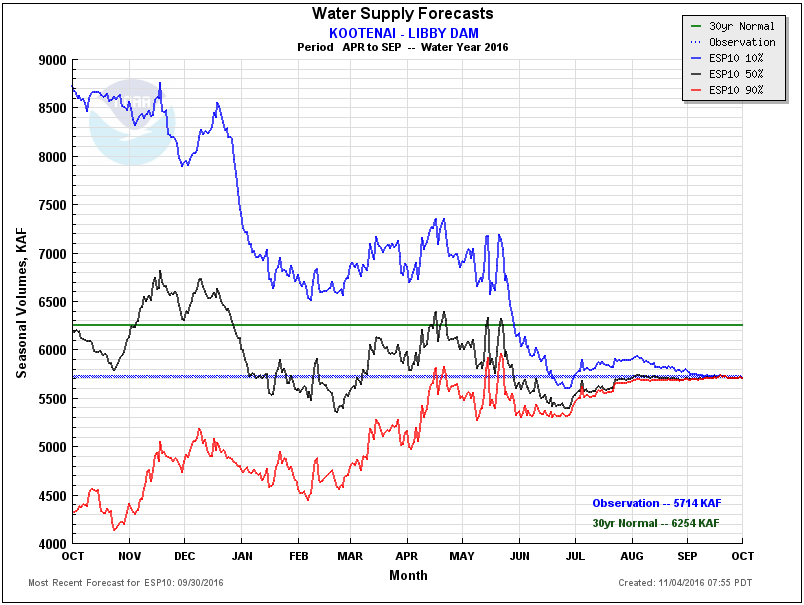 Water Supply Forecasts
KOOTENAI - LIBBY DAM
Period APR to SEP -- Water Year 2016
30yr Normal
Observation
ESP10 10%
ESP10 50%
ESP10 90%
9000
8500
8000
7500
7000
6500
6000
5500
5000
4500
4000
Seasonal Volumes, KAF
Observation -- 5714 KAF
30yr Normal -- 6254 KAF
OCT NOV DEC JAN FEB MAR APR MAY JUN JUL AUG SEP OCT
Month
Most Recent Forecast for ESP10: 09/30/2016
Created: 11/04/2016 07:55 PDT